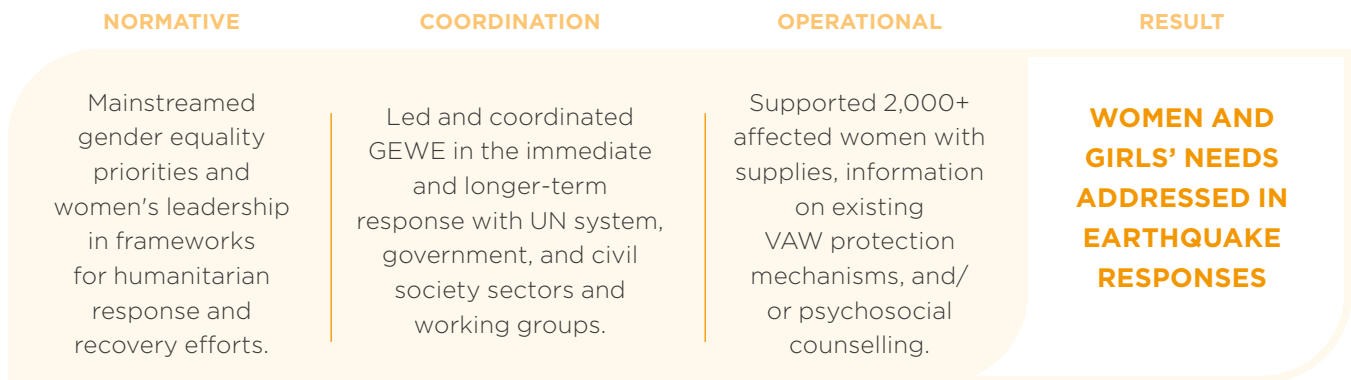 NORMATIVE
Mainstreamed
gender equality
priorities and
women's leadership
in frameworks
for humanitarian
response and
recovery efforts.
COORDINATION
Led and coordinated
GEWE in the immediate
and longer-term
response with UN system,
government, and civil
society sectors and
working groups.
OPERATIONAL
Supported 2,000+
affected women with
supplies, information
on existing
VAW protection
mechanisms, and/
or psychosocial
counselling.
RESULT
WOMEN AND
GIRLS’ NEEDS
ADDRESSED IN
EARTHQUAKE
RESPONSES